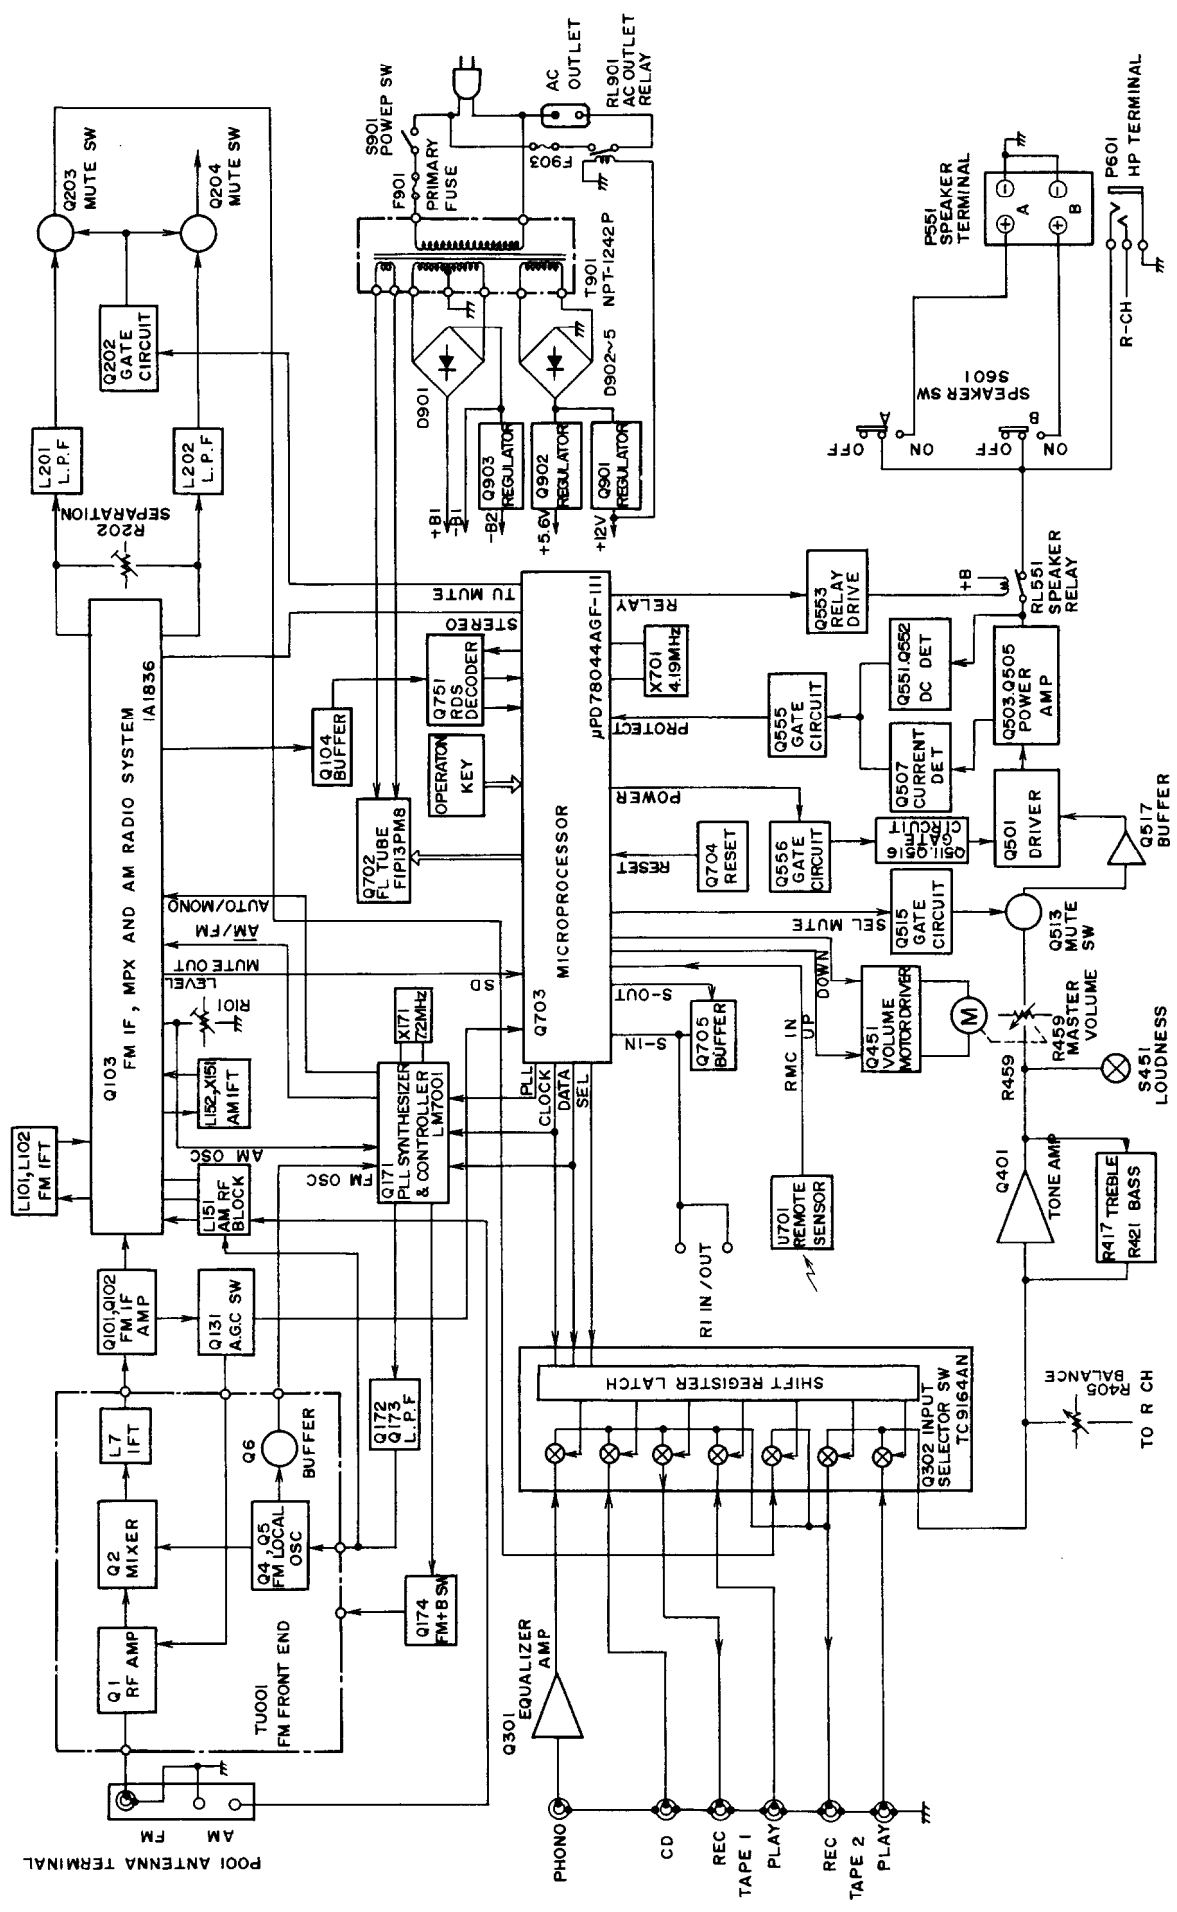 P001 ANTENNA TERMINAL
FM
AM
TU001
FM FRONT END
Q1
RF AMP
Q2
MIXER
L7
IFT
Q4, Q5
FM LOCAL
OSC
Q6
BUFFER
Q101,Q102
FM IF
AMP
Q131
A.G.C SW
L101, L102
FM IFT
Q103
FM IF, MPX AND AM RADIO SYSTEM
IA1836
L151
AM RF
BLOCK
AM OSC
FM OSC
L152,X151
AM IFT
R101
LEVEL
MUTE OUT
SD
AM/FM
AUTO/MONO
Q104
BUFFER
STEREO
TU MUTE
R202
SEPARATION
L201
L.P.F
L202
L.P.F
Q202
GATE
CIRCUIT
Q203
MUTE SW
Q204
MUTE SW
Q174
FM+B SW
Q172
Q173
L.P.F
Q171
PLL SYNTHESIZER
& CONTROLLER
LM7001
X171
7.2MHz
PLL
CLOCK
DATA
SEL
Q702
FL TUBE
FIP13PM8
OPERATON
KEY
Q751
RDS
DECODER
Q703
MICROPROCESSOR
μPD78044AGF-111
+B1
-B1
-B2
+5.6V
+12V
Q903
REGULATOR
Q902
REGULATOR
Q901
REGULATOR
D901
D902~5
T901
NPT-1242P
F901
PRIMARY
FUSE
S901
POWEP SW
F903
AC
OUTLET
RL901
AC OUTLET
RELAY
S-IN
S-OUT
Q705
BUFFER
RI IN/OUT
U701
REMOTE
SENSOR
RMC IN
UP
DOWN
Q451
VOLUME
MOTOR DRIVER
M
SEL MUTE
Q515
GATE
CIRCUIT
RESET
Q704
RESET
POWER
Q556
GATE
CIRCUIT
Q511,Q516
GATE
CIRCUIT
PROTECT
Q555
GATE
CIRCUIT
X701
4.19MHz
RELAY
Q553
RELAY
DRIVE
Q507
CURRENT
DET
Q551,Q552
DC DET
Q501
DRIVER
Q503,Q505
POWER
AMP
+B
RL551
SPEAKER
RELAY
Q517
BUFFER
Q513
MUTE
SW
R459
MASTER
VOLUME
R459
S451
LOUDNESS
Q401
TONE AMP
R417 TREBLE
R421 BASS
R405
BALANCE
TO R CH
SHIFT REGISTER LATCH
Q302 INPUT
SELECTOR SW
TC9164AN
Q301
EQUALIZER
AMP
PHONO
CD
REC
TAPE 1
PLAY
REC
TAPE 2
PLAY
SPEAKER SW
S601
A
OFF
ON
B
OFF
ON
P551
SPEAKER
TERMINAL
A
B
+
-
+
-
R-CH
P601
HP TERMINAL